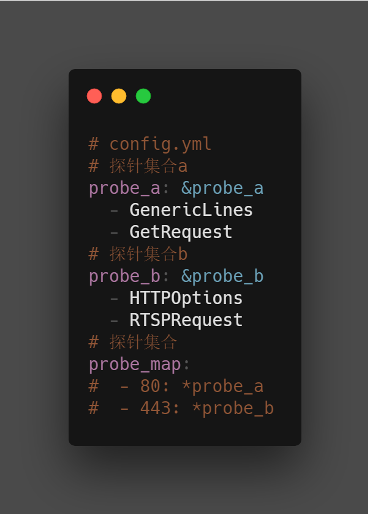 # config.yml
# 探针集合a
probe_a: &probe_a
  - GenericLines
  - GetRequest
# 探针集合b
probe_b: &probe_b
  - HTTPOptions
  - RTSPRequest
# 探针集合
probe_map:
#  - 80: *probe_a
#  - 443: *probe_b